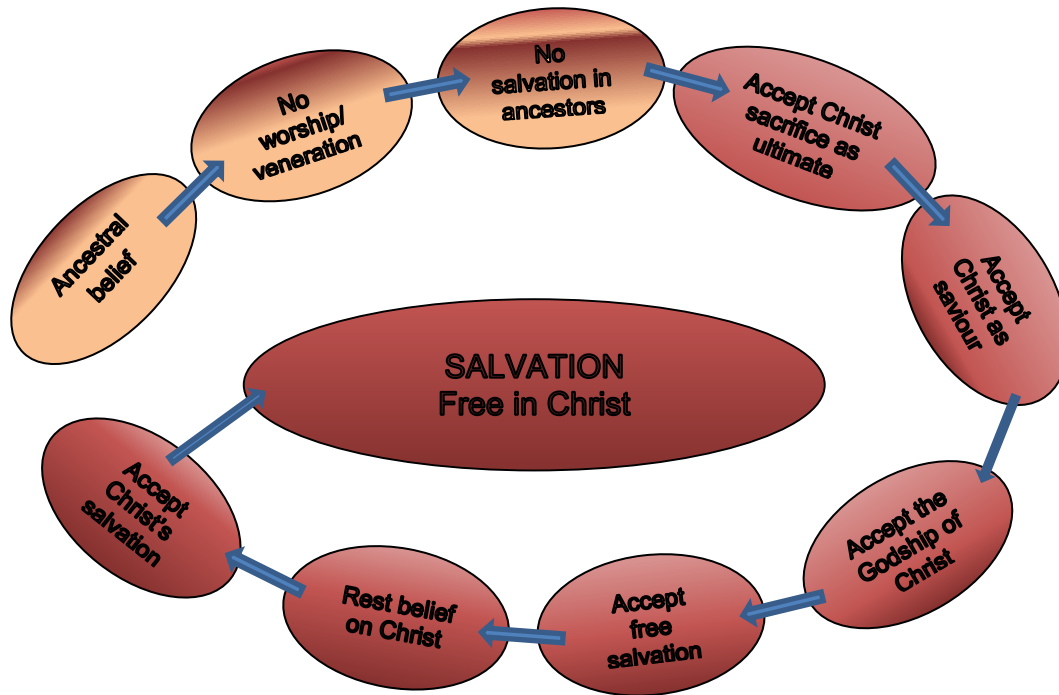 Ancestral
belief
No
worship/
veneration
No
salvation in
ancestors
Accept Christ
sacrifice as
ultimate
Accept
Christ as
saviour
Accept the
Godship of
Christ
Accept
free
salvation
Rest belief
on Christ
Accept
Christ's
salvation
SALVATION
Free in Christ